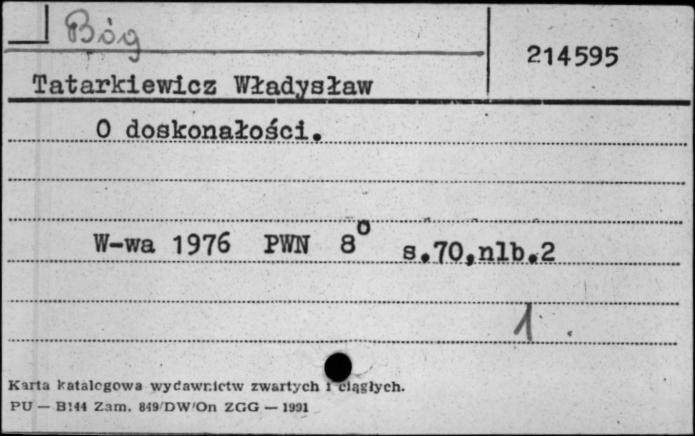 Bóg
214595
Tatarkiewicz Władysław
O doskonałości.
W-wa 1976 PWN 8⁰ s.70,nlb.2
1
Karta katalogowa wydawnictw zwartych i ciągłych.
PU — B144 Zam. 849/DW/On ZGG — 1991